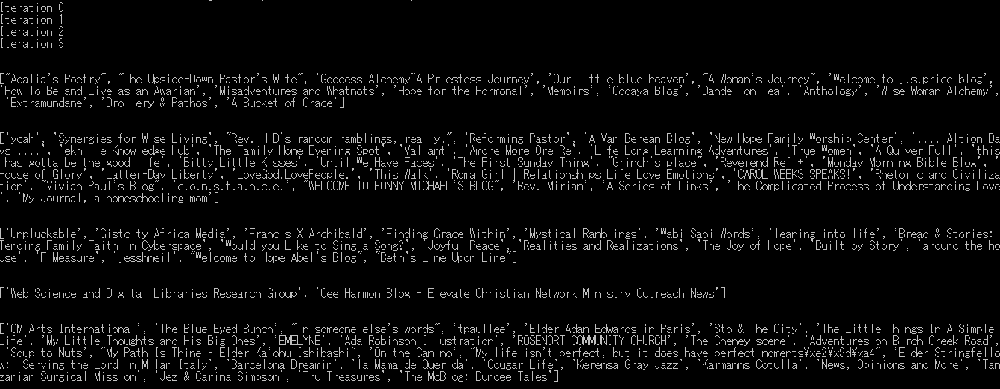 Iteration 0
Iteration 1
Iteration 2
Iteration 3
["Adalia's Poetry", "The Upside-Down Pastor's Wife", 'Goddess Alchemy~A Priestess Journey', 'Our little blue heaven', "A Woman's Journey", 'Welcome to j.s.price blog',
'How To Be and Live as an Awarian', 'Misadventures and Whatnots', 'Hope for the Hormonal', 'Memoirs', 'Godaya Blog', 'Dandelion Tea', 'Anthology', 'Wise Woman Alchemy',
'Extramundane', 'Drollery & Pathos', 'A Bucket of Grace']
['ycah', 'Synergies for Wise Living', "Rev. H-D's random ramblings, really!", 'Reforming Pastor', 'A Van Berean Blog', 'New Hope Family Worship Center', '.... Altion Da
ys ....', 'ekh - e-Knowledge Hub', 'The Family Home Evening Spot', 'Valiant', 'Amore More Ore Re', 'Life Long Learning Adventures', 'True Women', 'A Quiver Full', 'this
has gotta be the good life', 'Bitty Little Kisses', 'Until We Have Faces', 'The First Sunday Thing', "Grinch's place", 'Reverend Ref +', 'Monday Morning Bible Blog', '
House of Glory', 'Latter-Day Liberty', 'LoveGod.LovePeople.', 'This Walk', 'Roma Girl | Relationships Life Love Emotions', 'CAROL WEEKS SPEAKS!', 'Rhetoric and Civiliza
tion', "Vivian Paul's Blog", 'c.o.n.s.t.a.n.c.e.', "WELCOME TO FONNY MICHAEL'S BLOG", 'Rev. Miriam', 'A Series of Links', 'The Complicated Process of Understanding Love
', 'My Journal, a homeschooling mom']
['Unpluckable', 'Gistcity Africa Media', 'Francis X Archibald', 'Finding Grace Within', 'Mystical Ramblings', 'Wabi Sabi Words', 'leaning into life', 'Bread & Stories:
Tending Family Faith in Cyberspace', 'Would you Like to Sing a Song?', 'Joyful Peace', 'Realities and Realizations', 'The Joy of Hope', 'Built by Story', 'around the ho
use', 'F-Measure', 'jesshneil', "Welcome to Hope Abel's Blog", "Beth's Line Upon Line"]
['Web Science and Digital Libraries Research Group', 'Cee Harmon Blog - Elevate Christian Network Ministry Outreach News']
['OM Arts International', 'The Blue Eyed Bunch', "in someone else's words", 'tpaullee', 'Elder Adam Edwards in Paris', 'Sto & The City', 'The Little Things In A Simple
Life', 'My Little Thoughts and His Big Ones', 'EMELYNE', 'Ada Robinson Illustration', 'ROSENORT COMMUNITY CHURCH', 'The Cheney scene', 'Adventures on Birch Creek Road',
'Soup to Nuts', "My Path Is Thine - Elder Ka'ohu Ishibashi", 'On the Camino', "My life isn't perfect, but it does have perfect moments¥xe2¥x9d¥xa4", 'Elder Stringfello
w:  Serving the Lord in Milan Italy', 'Barcelona Dreamin', 'la Mama de Querida', 'Cougar Life', 'Kerensa Gray Jazz', 'Karmanns Cotulla', 'News, Opinions and More', 'Tan
zanian Surgical Mission', 'Jez & Carina Simpson', 'Tru-Treasures', 'The McBlog: Dundee Tales']